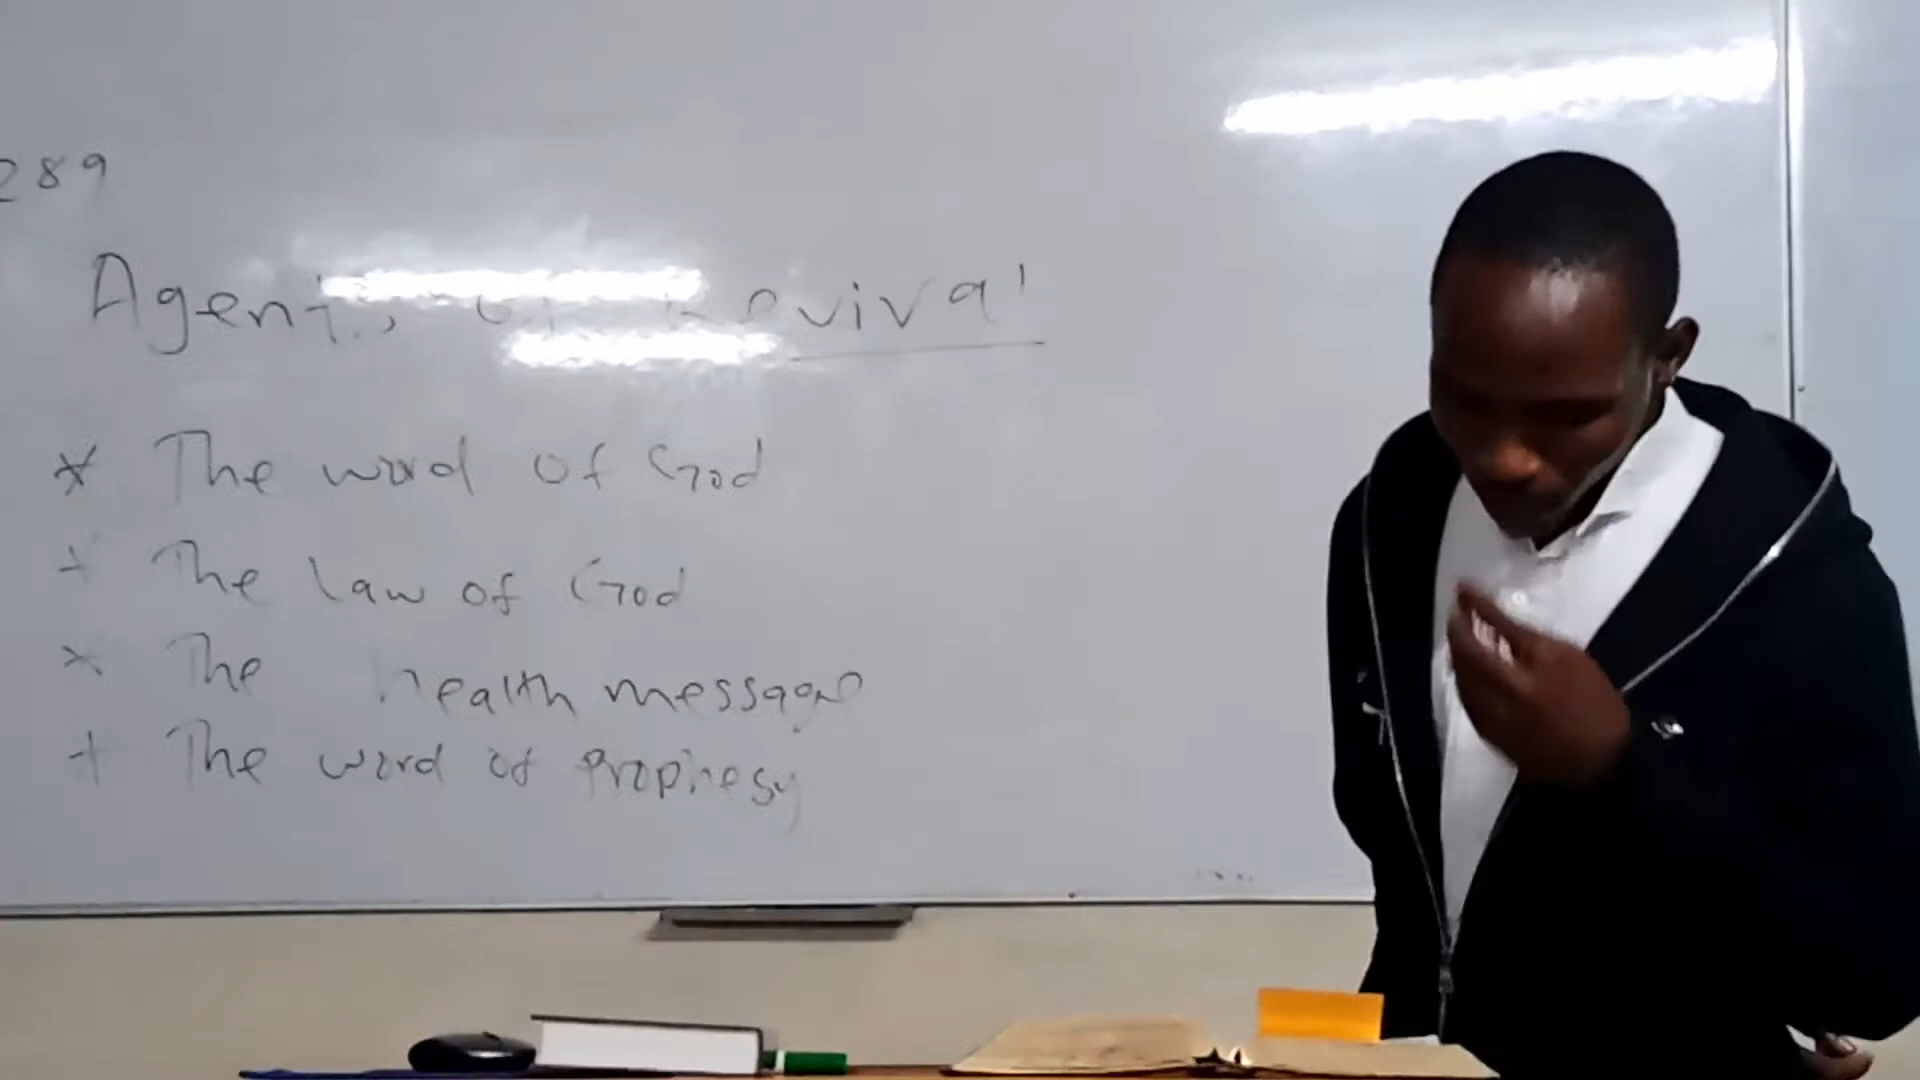 289
Agents of Revival
* The word of God
+ The law of God
* The health message
+ The word of Prophesy